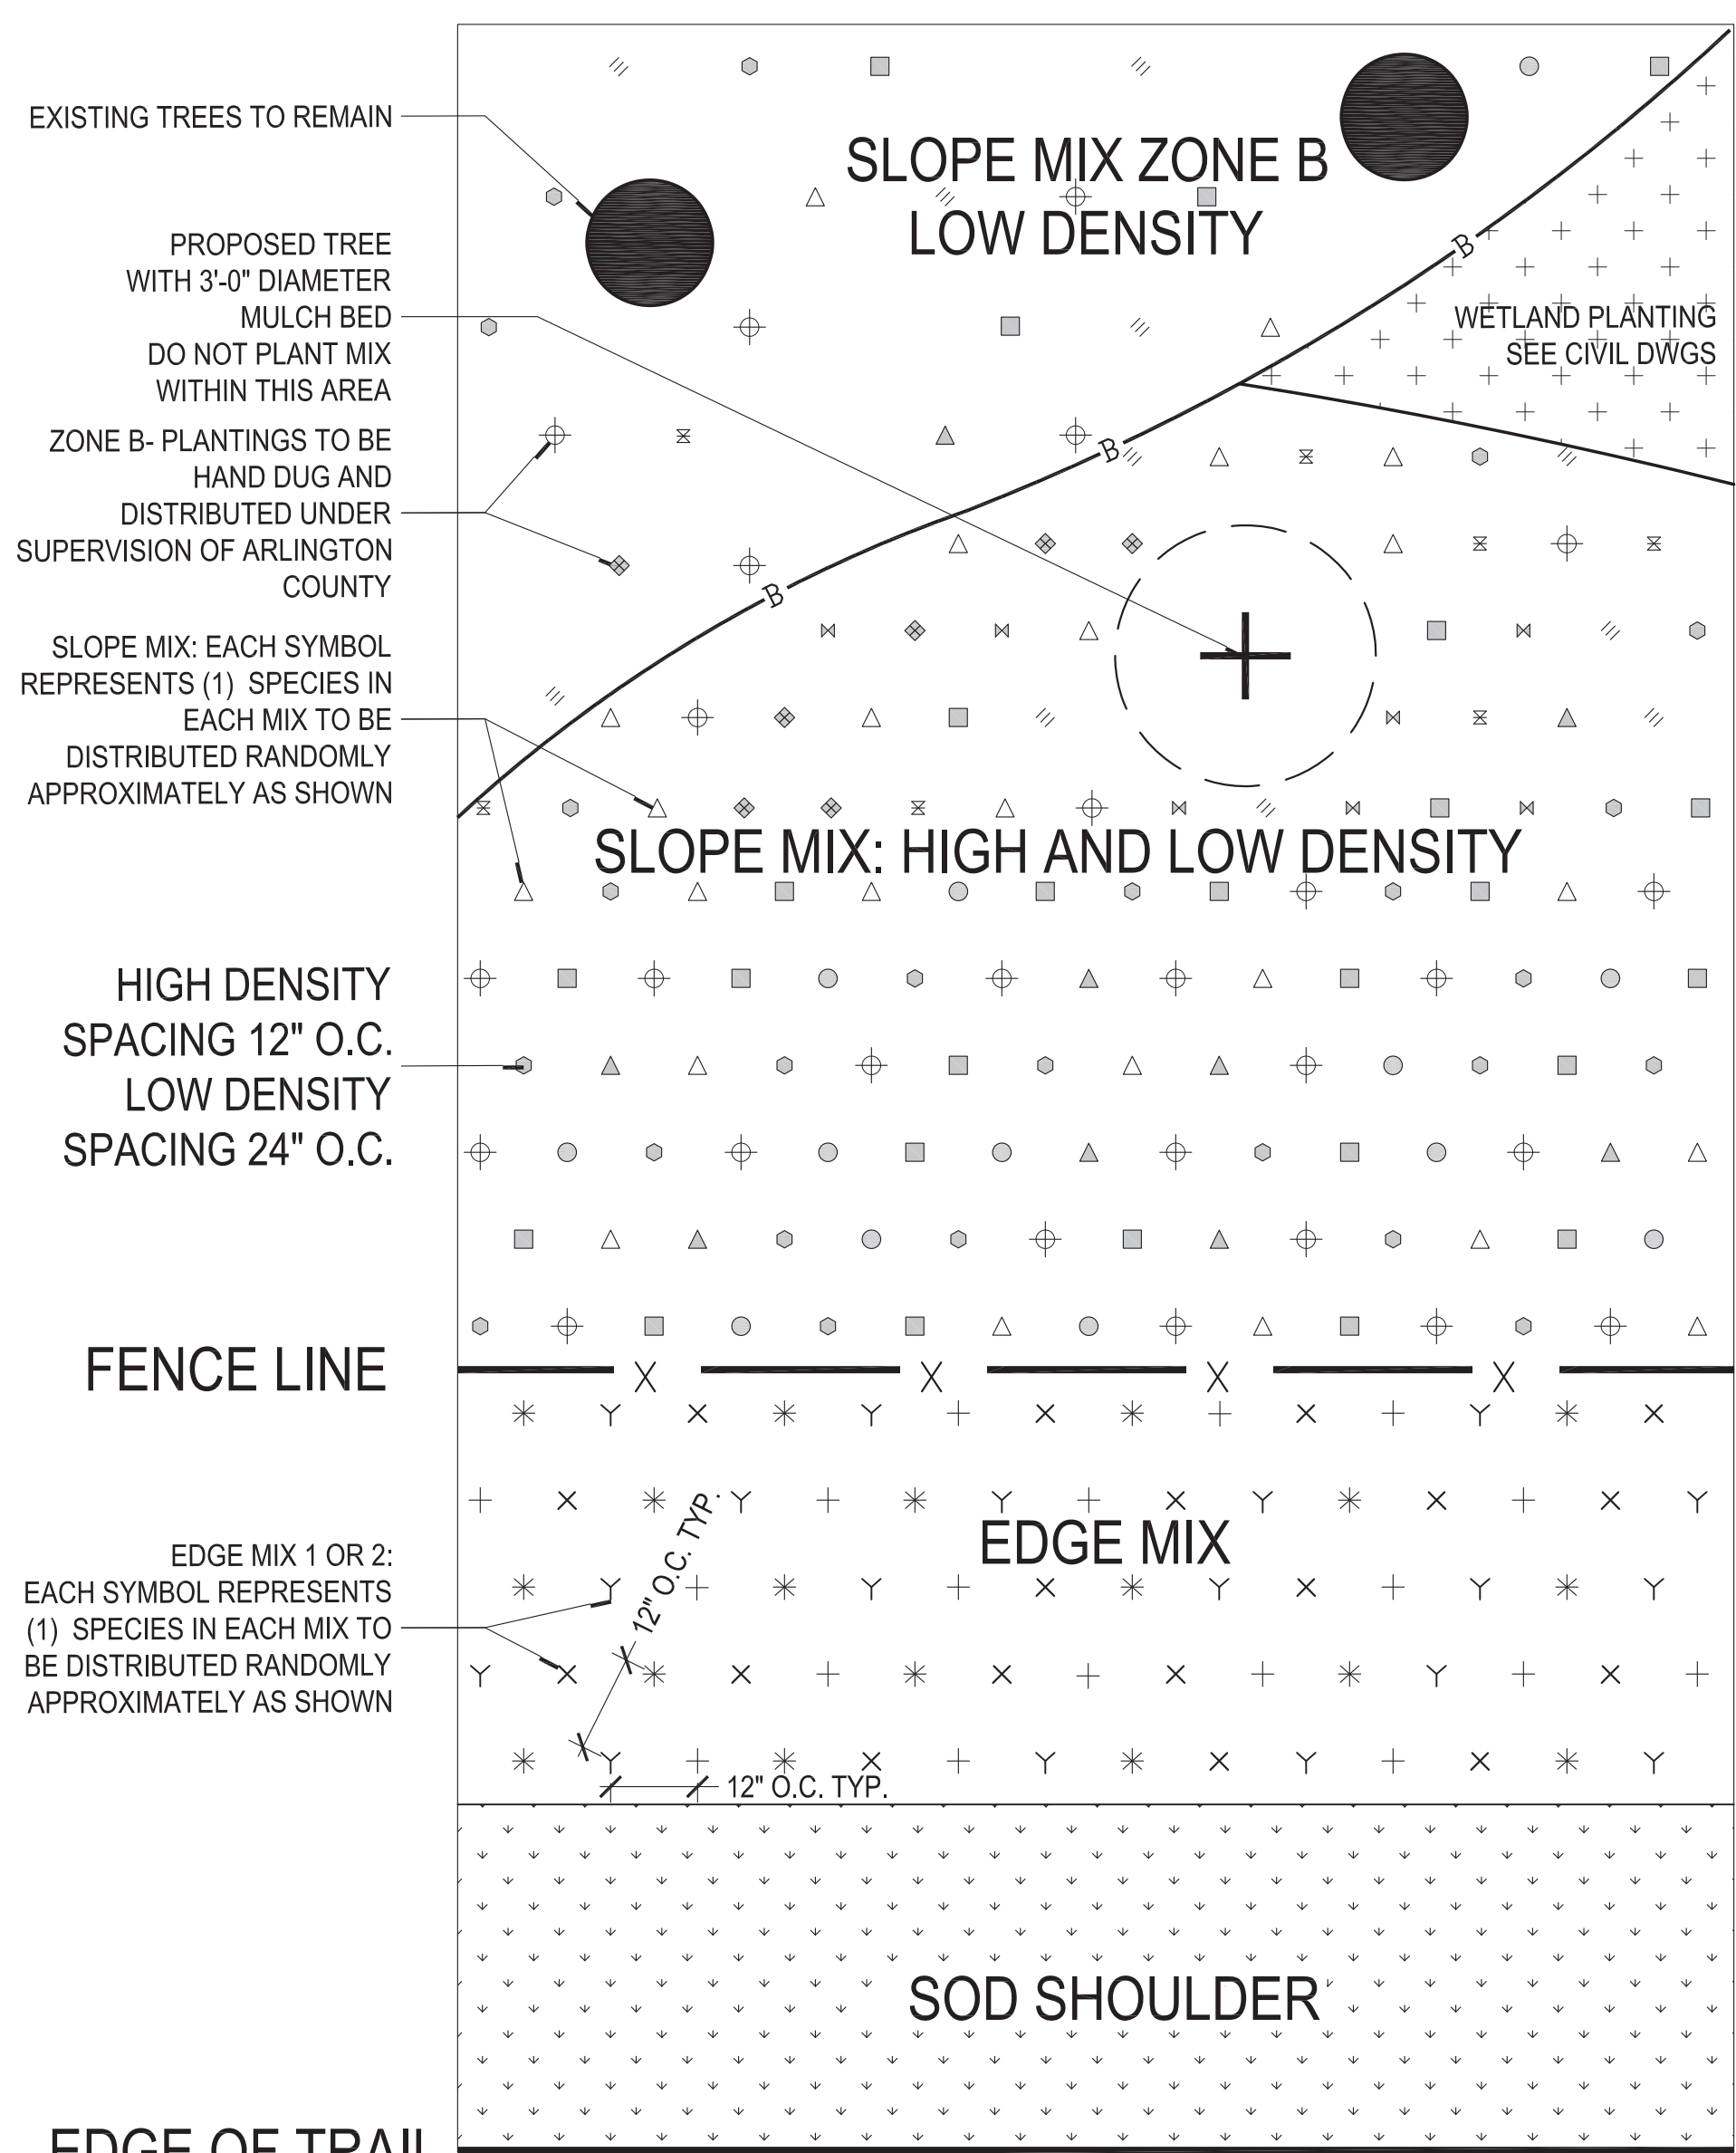 EXISTING TREES TO REMAIN
SLOPE MIX ZONE B
LOW DENSITY
PROPOSED TREE
WITH 3'-0" DIAMETER
MULCH BED
DO NOT PLANT MIX
WITHIN THIS AREA
B
WETLAND PLANTING
SEE CIVIL DWGS
ZONE B- PLANTINGS TO BE
HAND DUG AND
DISTRIBUTED UNDER
SUPERVISION OF ARLINGTON
COUNTY
B
B
SLOPE MIX: EACH SYMBOL
REPRESENTS (1) SPECIES IN
EACH MIX TO BE
DISTRIBUTED RANDOMLY
APPROXIMATELY AS SHOWN
SLOPE MIX: HIGH AND LOW DENSITY
HIGH DENSITY
SPACING 12" O.C.
LOW DENSITY
SPACING 24" O.C.
FENCE LINE
X X X X
EDGE MIX
EDGE MIX 1 OR 2:
EACH SYMBOL REPRESENTS
(1) SPECIES IN EACH MIX TO
BE DISTRIBUTED RANDOMLY
APPROXIMATELY AS SHOWN
12" O.C. TYP.
12" O.C. TYP.
SOD SHOULDER
EDGE OF TRAIL